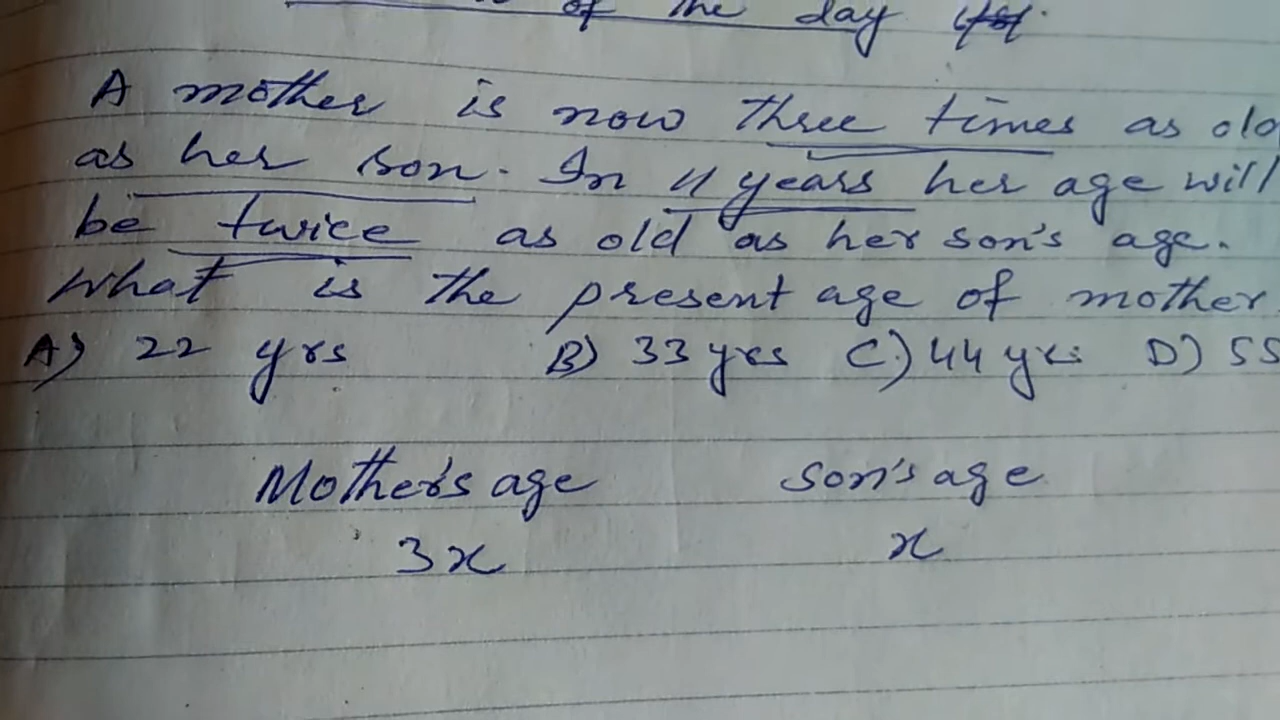 of the day
A mother is now three times as old
as her son. In 11 years her age will
be twice as old as her son's age.
What is the present age of mother
A) 22 yrs B) 33 yrs C) 44 yrs D) 55
Mother's age son's age
3x x